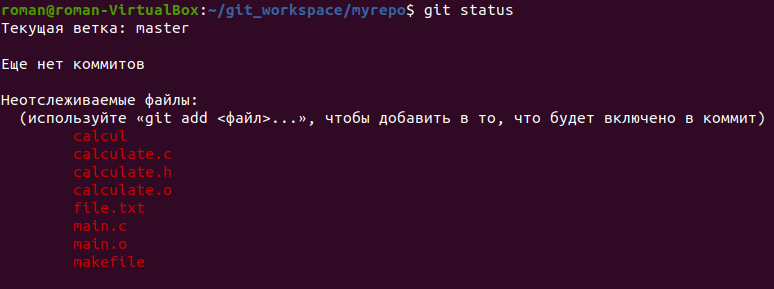 roman@roman-VirtualBox:~/git_workspace/myrepo$ git status
Текущая ветка: master
Еще нет коммитов
Неотслеживаемые файлы:
(используйте «git add <файл>...», чтобы добавить в то, что будет включено в коммит)
calcul
calculate.c
calculate.h
calculate.o
file.txt
main.c
main.o
makefile